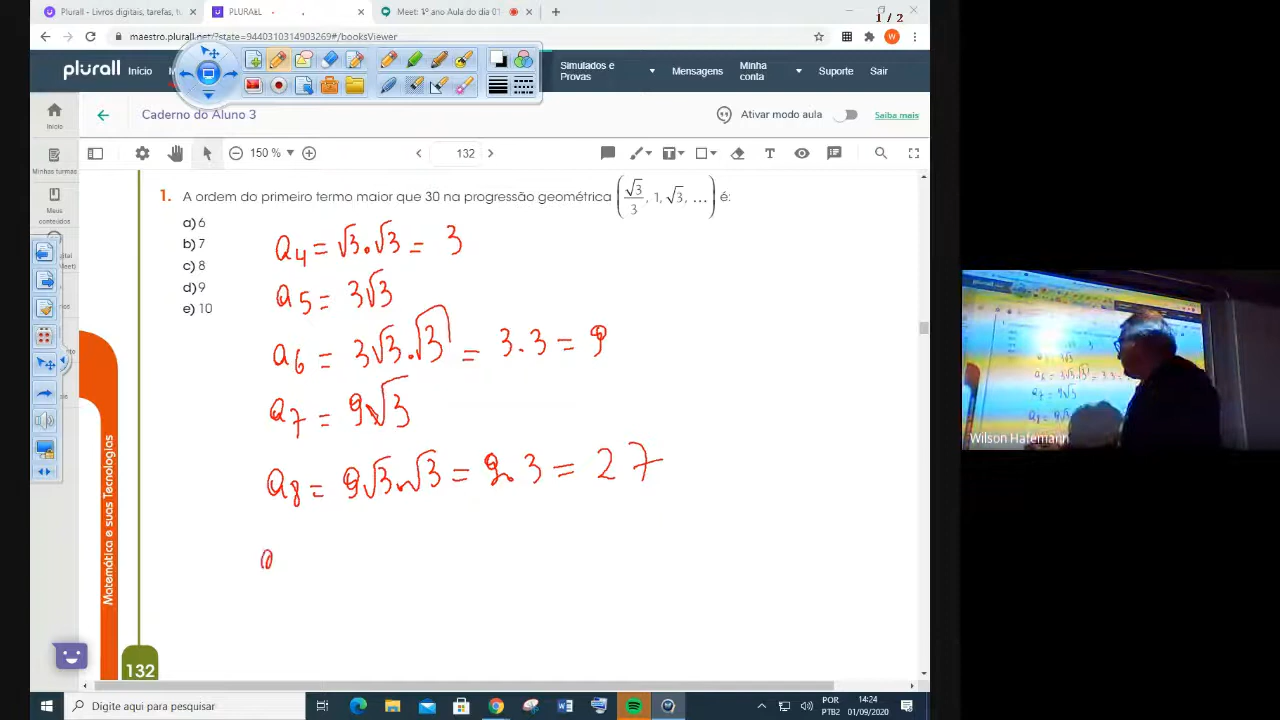 Plurall - Livros digitais, tarefas, t
PLURALL
Meet: 1º ano Aula do dia 01
1 / 2
maestro.plurall.net/?state=9440310314903269#/booksViewer
W
plurall
Início
Simulados e Provas
Mensagens
Minha conta
Suporte
Sair
Início
Caderno do Aluno 3
Ativar modo aula
Saiba mais
150 %
132
Minhas turmas
Meus conteúdos
1. A ordem do primeiro termo maior que 30 na progressão geométrica (√3/3, 1, √3, ...) é:
a) 6
b) 7
c) 8
d) 9
e) 10
a4 = √3.√3 = 3
a5 = 3√3
a6 = 3√3.√3 = 3.3 = 9
a7 = 9√3
a8 = 9√3.√3 = 9.3 = 27
a
Matemática e suas Tecnologias
132
Wilson Hafemann
Digite aqui para pesquisar
POR
PTB2
14:24
01/09/2020